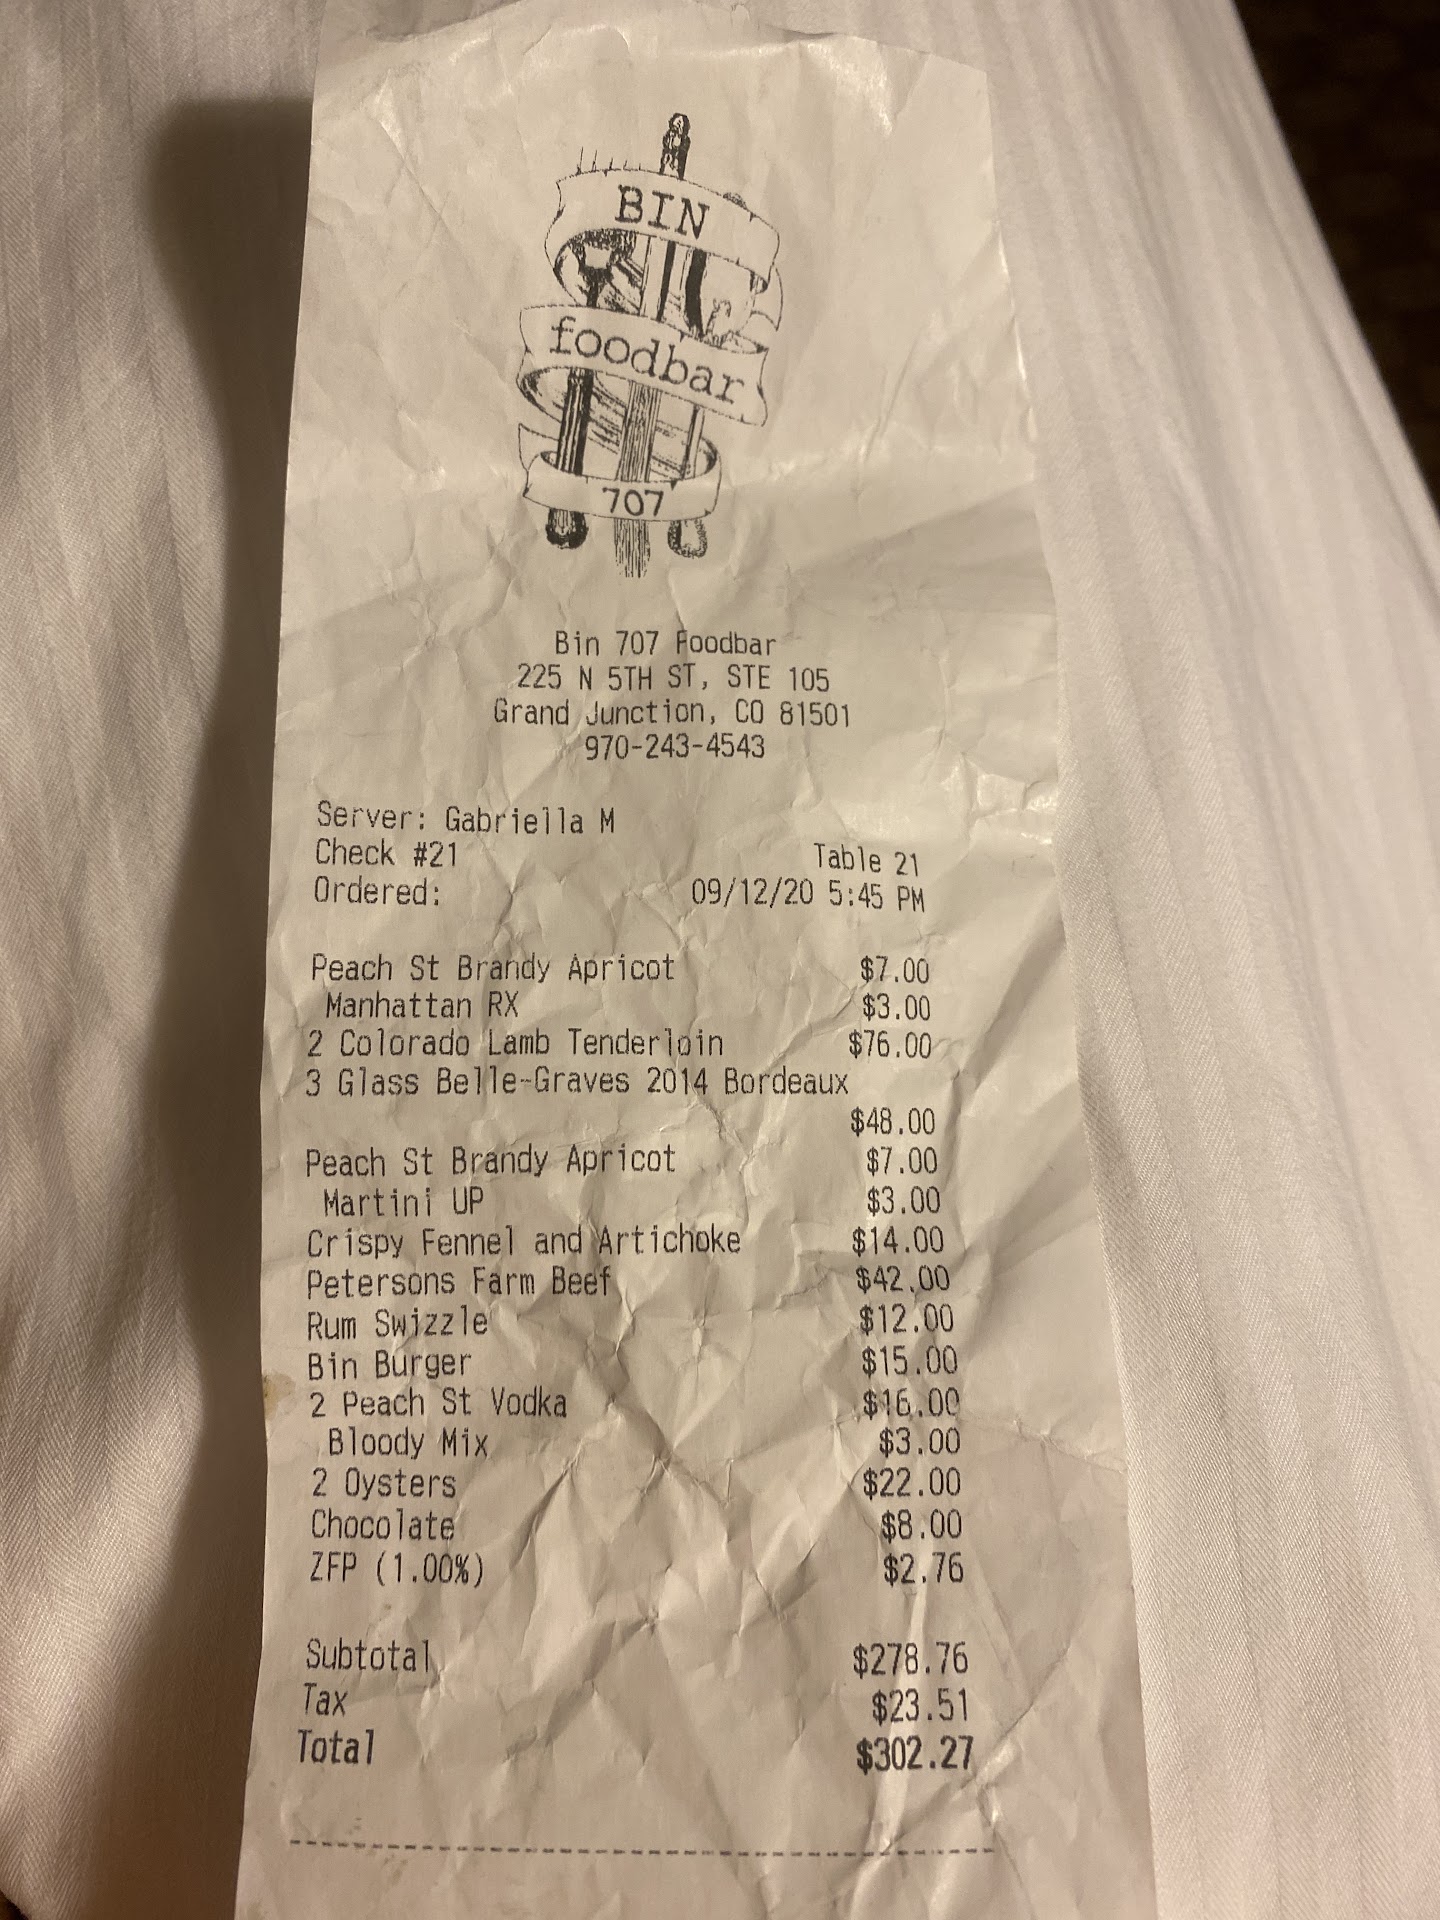 BIN
foodbar
707
Bin 707 Foodbar
225 N 5TH ST, STE 105
Grand Junction, CO 81501
970-243-4543
Server: Gabriella M
Check #21 Table 21
Ordered: 09/12/20 5:45 PM
Peach St Brandy Apricot $7.00
Manhattan RX $3.00
2 Colorado Lamb Tenderloin $76.00
3 Glass Belle-Graves 2014 Bordeaux
$48.00
Peach St Brandy Apricot $7.00
Martini UP $3.00
Crispy Fennel and Artichoke $14.00
Petersons Farm Beef $42.00
Rum Swizzle $12.00
Bin Burger $15.00
2 Peach St Vodka $16.00
Bloody Mix $3.00
2 Oysters $22.00
Chocolate $8.00
ZFP (1.00%) $2.76
Subtotal $278.76
Tax $23.51
Total $302.27